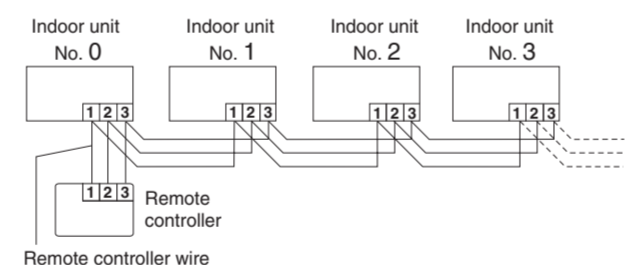 Indoor unit Indoor unit Indoor unit Indoor unit
No. 0 No. 1 No. 2 No. 3
1 2 3 1 2 3 1 2 3 1 2 3
1 2 3
Remote
controller
Remote controller wire